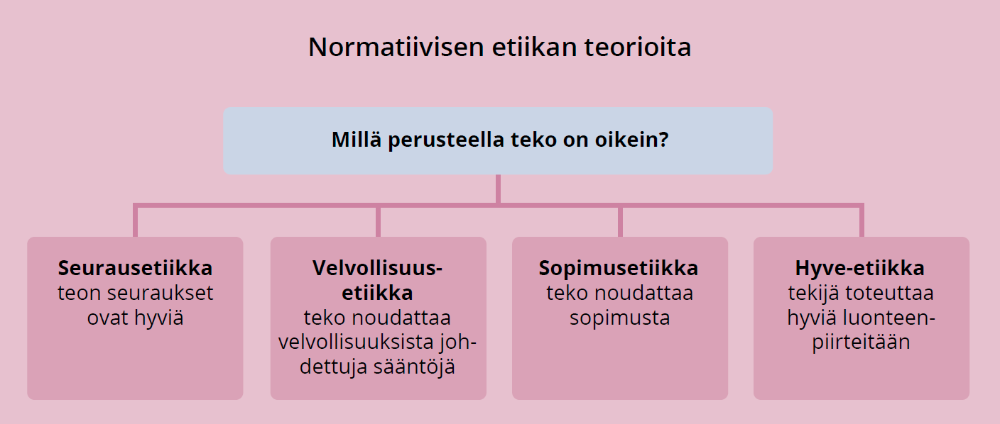 Normatiivisen etiikan teorioita
Millä perusteella teko on oikein?
Seurausetiikka
teon seuraukset
ovat hyviä
Velvollisuus-
etiikka
teko noudattaa
velvollisuuksista joh-
dettuja sääntöjä
Sopimusetiikka
teko noudattaa
sopimusta
Hyve-etiikka
tekijä toteuttaa
hyviä luonteen-
piirteitään